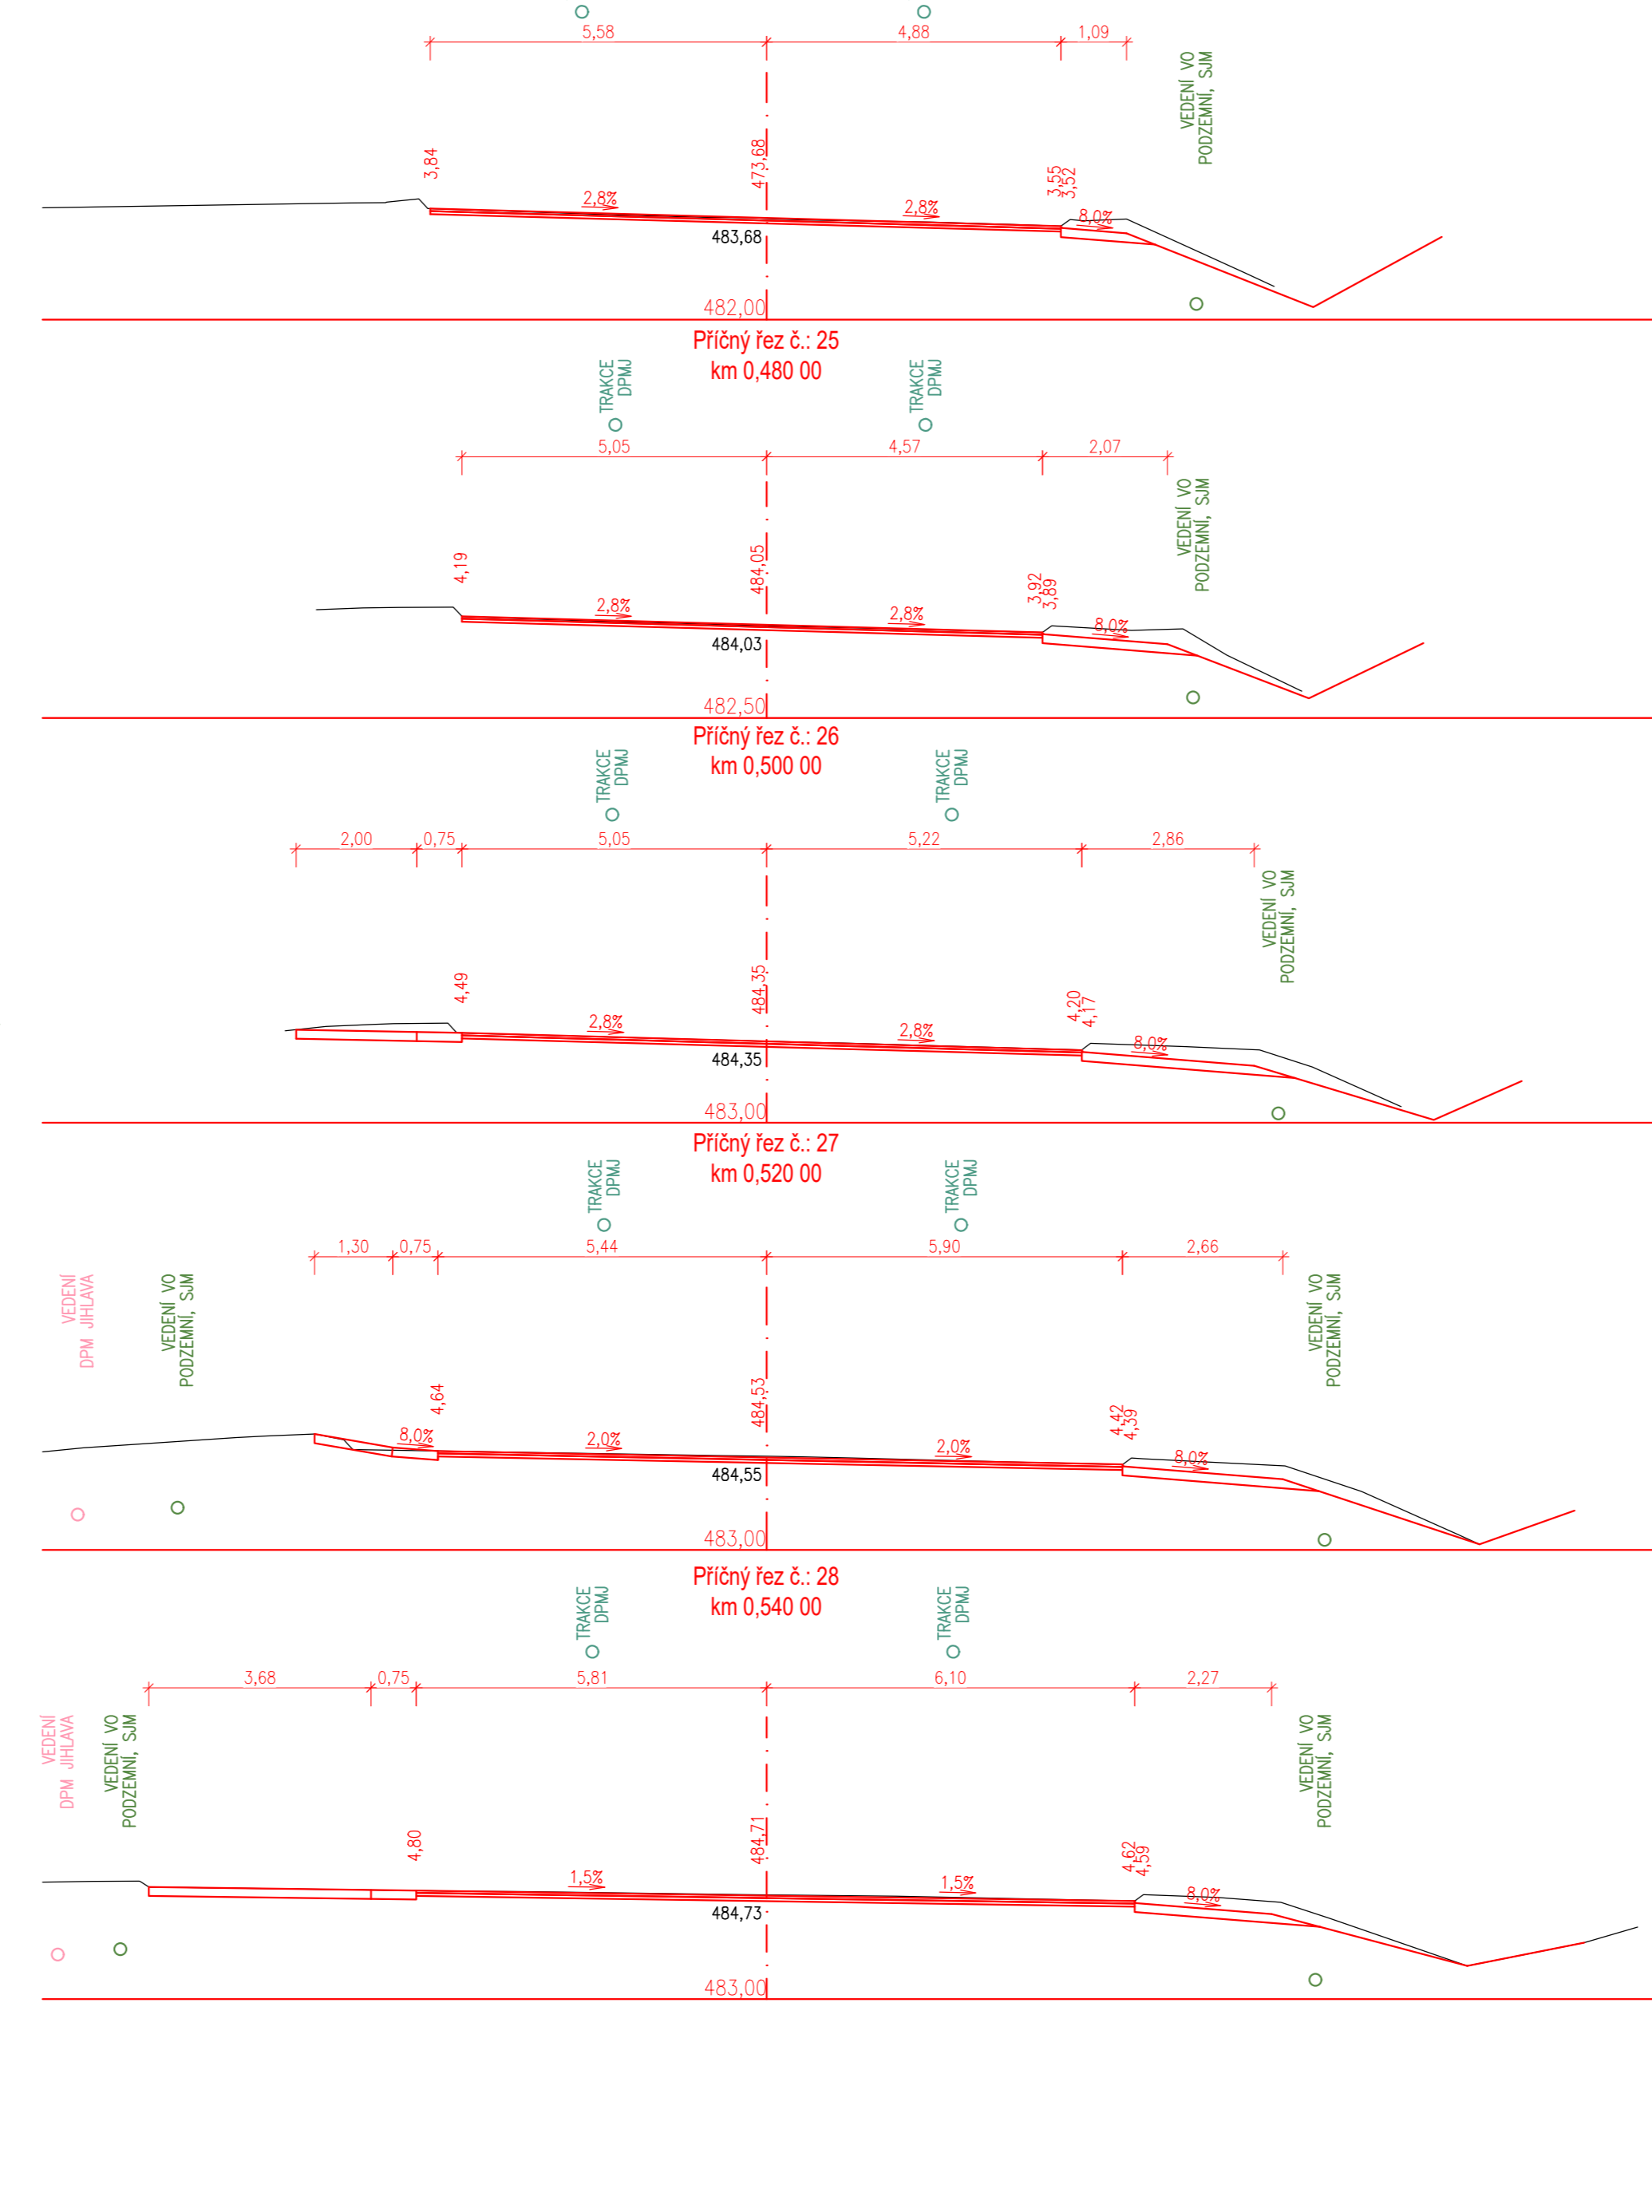 5,58
4,88
1,09
VEDENÍ VO
PODZEMNÍ, SJM
3,84
473,68
3,55
3,52
2,8%
2,8%
8,0%
483,68
482,00
Příčný řez č.: 25
km 0,480 00
TRAKCE
DPMJ
TRAKCE
DPMJ
5,05
4,57
2,07
VEDENÍ VO
PODZEMNÍ, SJM
4,19
484,05
3,92
3,89
2,8%
2,8%
8,0%
484,03
482,50
Příčný řez č.: 26
km 0,500 00
TRAKCE
DPMJ
TRAKCE
DPMJ
2,00
0,75
5,05
5,22
2,86
VEDENÍ VO
PODZEMNÍ, SJM
4,49
484,35
4,20
4,17
2,8%
2,8%
8,0%
484,35
483,00
Příčný řez č.: 27
km 0,520 00
TRAKCE
DPMJ
TRAKCE
DPMJ
1,30
0,75
5,44
5,90
2,66
VEDENÍ
DPM JIHLAVA
VEDENÍ VO
PODZEMNÍ, SJM
VEDENÍ VO
PODZEMNÍ, SJM
4,64
484,53
4,42
4,39
8,0%
2,0%
2,0%
8,0%
484,55
483,00
Příčný řez č.: 28
km 0,540 00
TRAKCE
DPMJ
TRAKCE
DPMJ
3,68
0,75
5,81
6,10
2,27
VEDENÍ
DPM JIHLAVA
VEDENÍ VO
PODZEMNÍ, SJM
VEDENÍ VO
PODZEMNÍ, SJM
4,80
484,71
4,62
4,59
1,5%
1,5%
8,0%
484,73
483,00